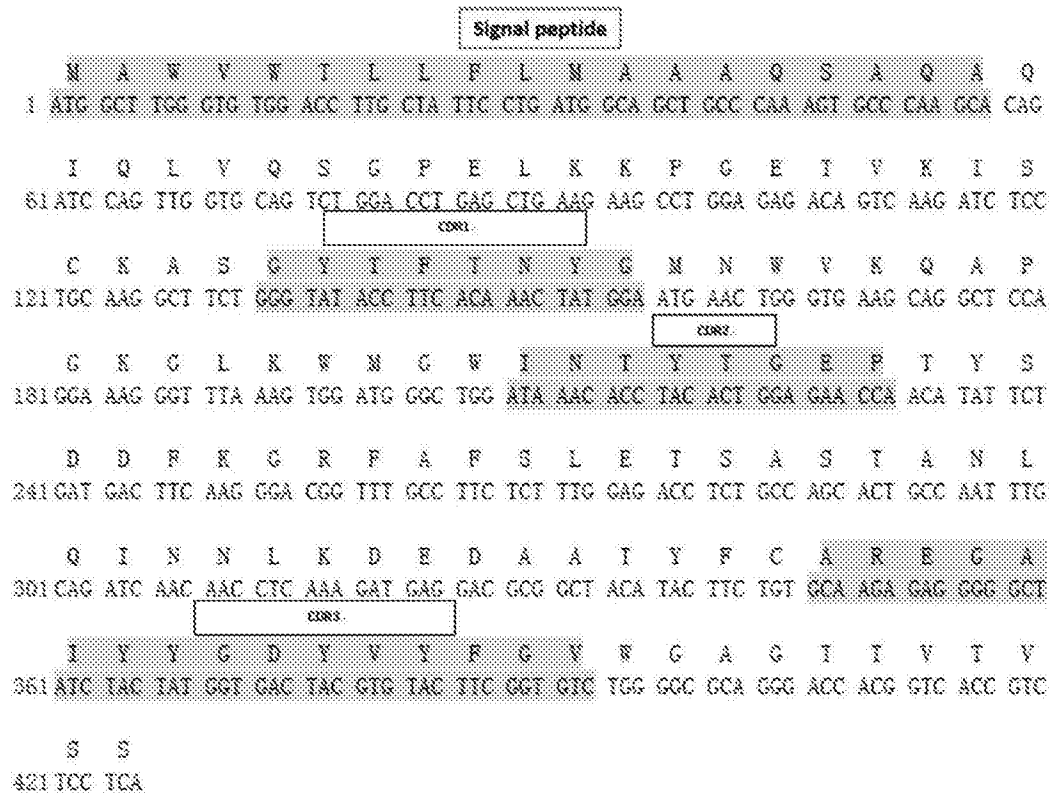 Signal peptide
M A W V W T L L F L M A A A Q S A Q A Q
1 ATG GCT TGG GTG TGG ACC TTG CTA TTC CTG ATG GCA GCT GCC CAA AGT GCC CAA GCA CAG
I Q L V Q S G P E L K K P G E T V K I S
61 ATC CAG TTG GTG CAG TCT GGA CCT GAG CTG AAG AAG CCT GGA GAG ACA GTC AAG ATC TCC
CDR1
C K A S G Y T F T N Y G M N W V K Q A P
121 TGC AAG GCT TCT GGG TAT ACC TTC ACA AAC TAT GGA ATG AAC TGG GTG AAG CAG GCT CCA
CDR2
G K G L K W M G W I N T Y T G E P T Y S
181 GGA AAG GGT TTA AAG TGG ATG GGC TGG ATA AAC ACC TAC ACT GGA GAA CCA ACA TAT TCT
D D F K G R F A F S L E T S A S T A N L
241 GAT GAC TTC AAG GGA CGG TTT GCC TTC TCT TTG GAG ACC TCT GCC AGC ACT GCC AAT TTG
Q I N N L K D E D A A T Y F C A R E G A
301 CAG ATC AAC AAC CTC AAA GAT GAG GAC GCG GCT ACA TAC TTC TGT GCA AGA GAG GGG GCT
CDR3
I Y Y G D Y V Y F G V W G A G T T V T V
361 ATC TAC TAT GGT GAC TAC GTG TAC TTC GGT GTC TGG GGC GCA GGG ACC ACG GTC ACC GTC
S S
421 TCC TCA